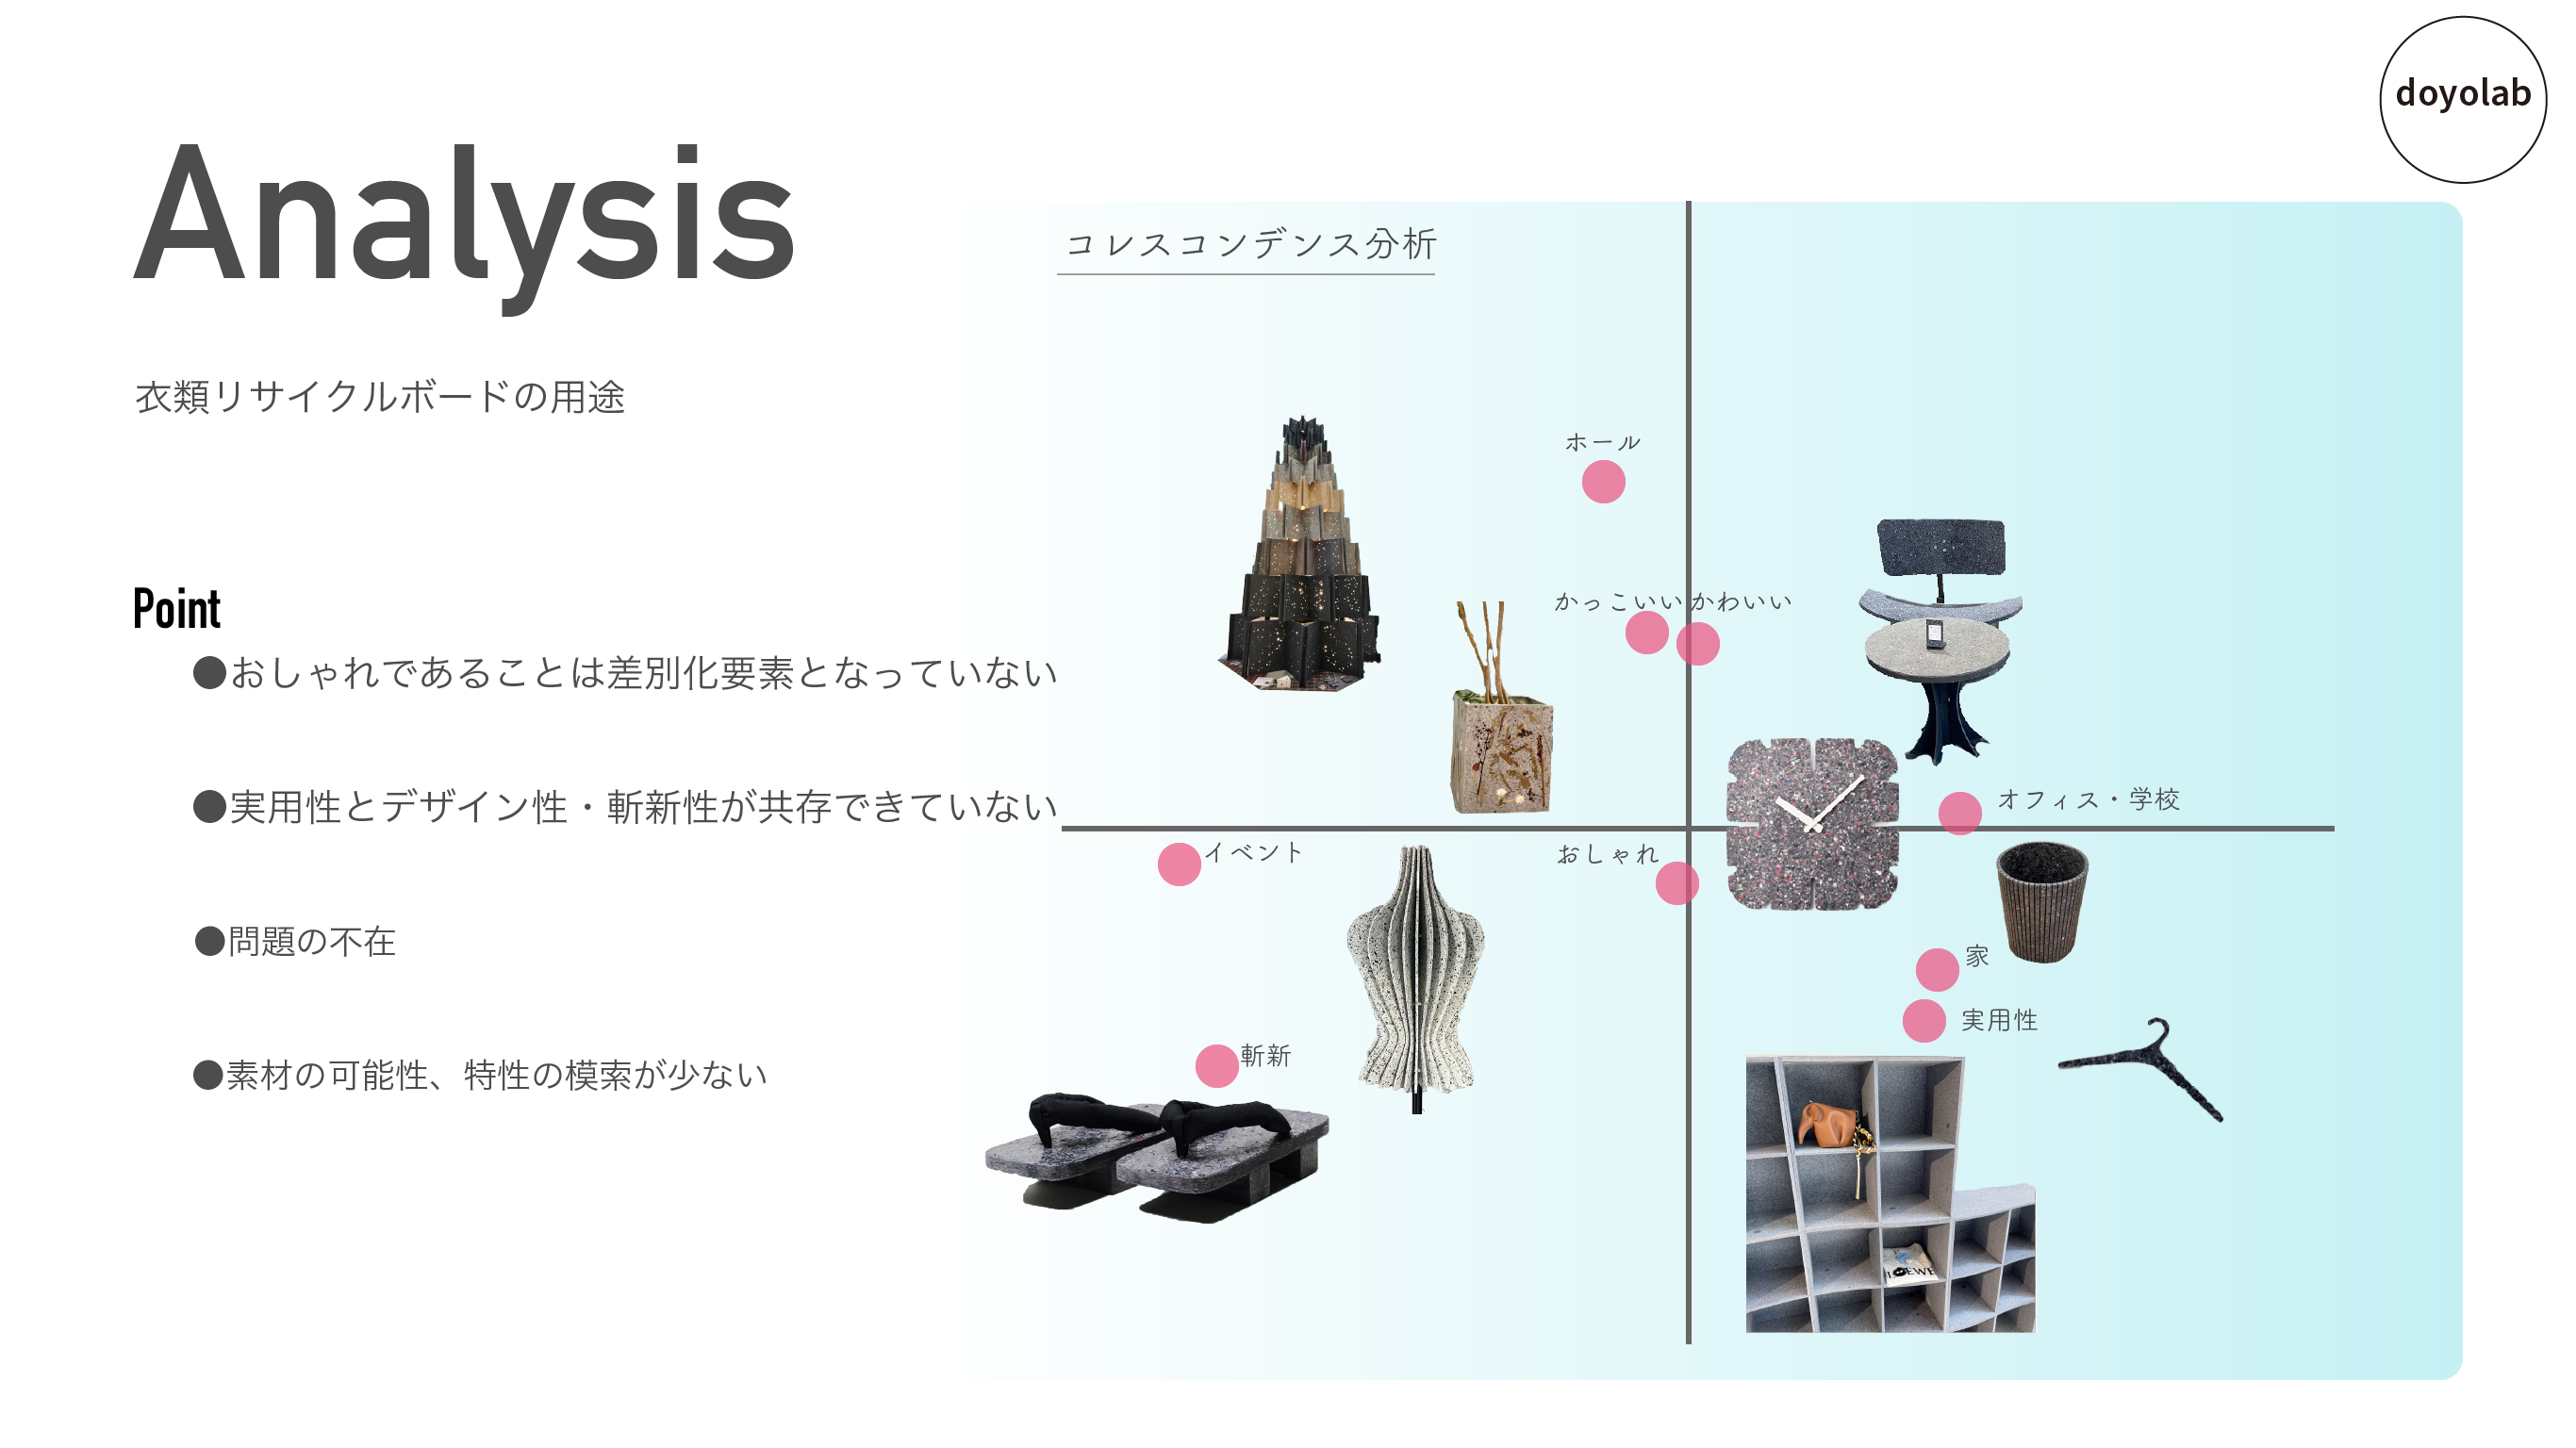 doyolab
Analysis
衣類リサイクルボードの用途
Point
●おしゃれであることは差別化要素となっていない
●実用性とデザイン性・斬新性が共存できていない
●問題の不在
●素材の可能性、特性の模索が少ない
コレスコンデンス分析
ホール
かっこいい かわいい
オフィス・学校
イベント
おしゃれ
家
実用性
斬新
LOEWE